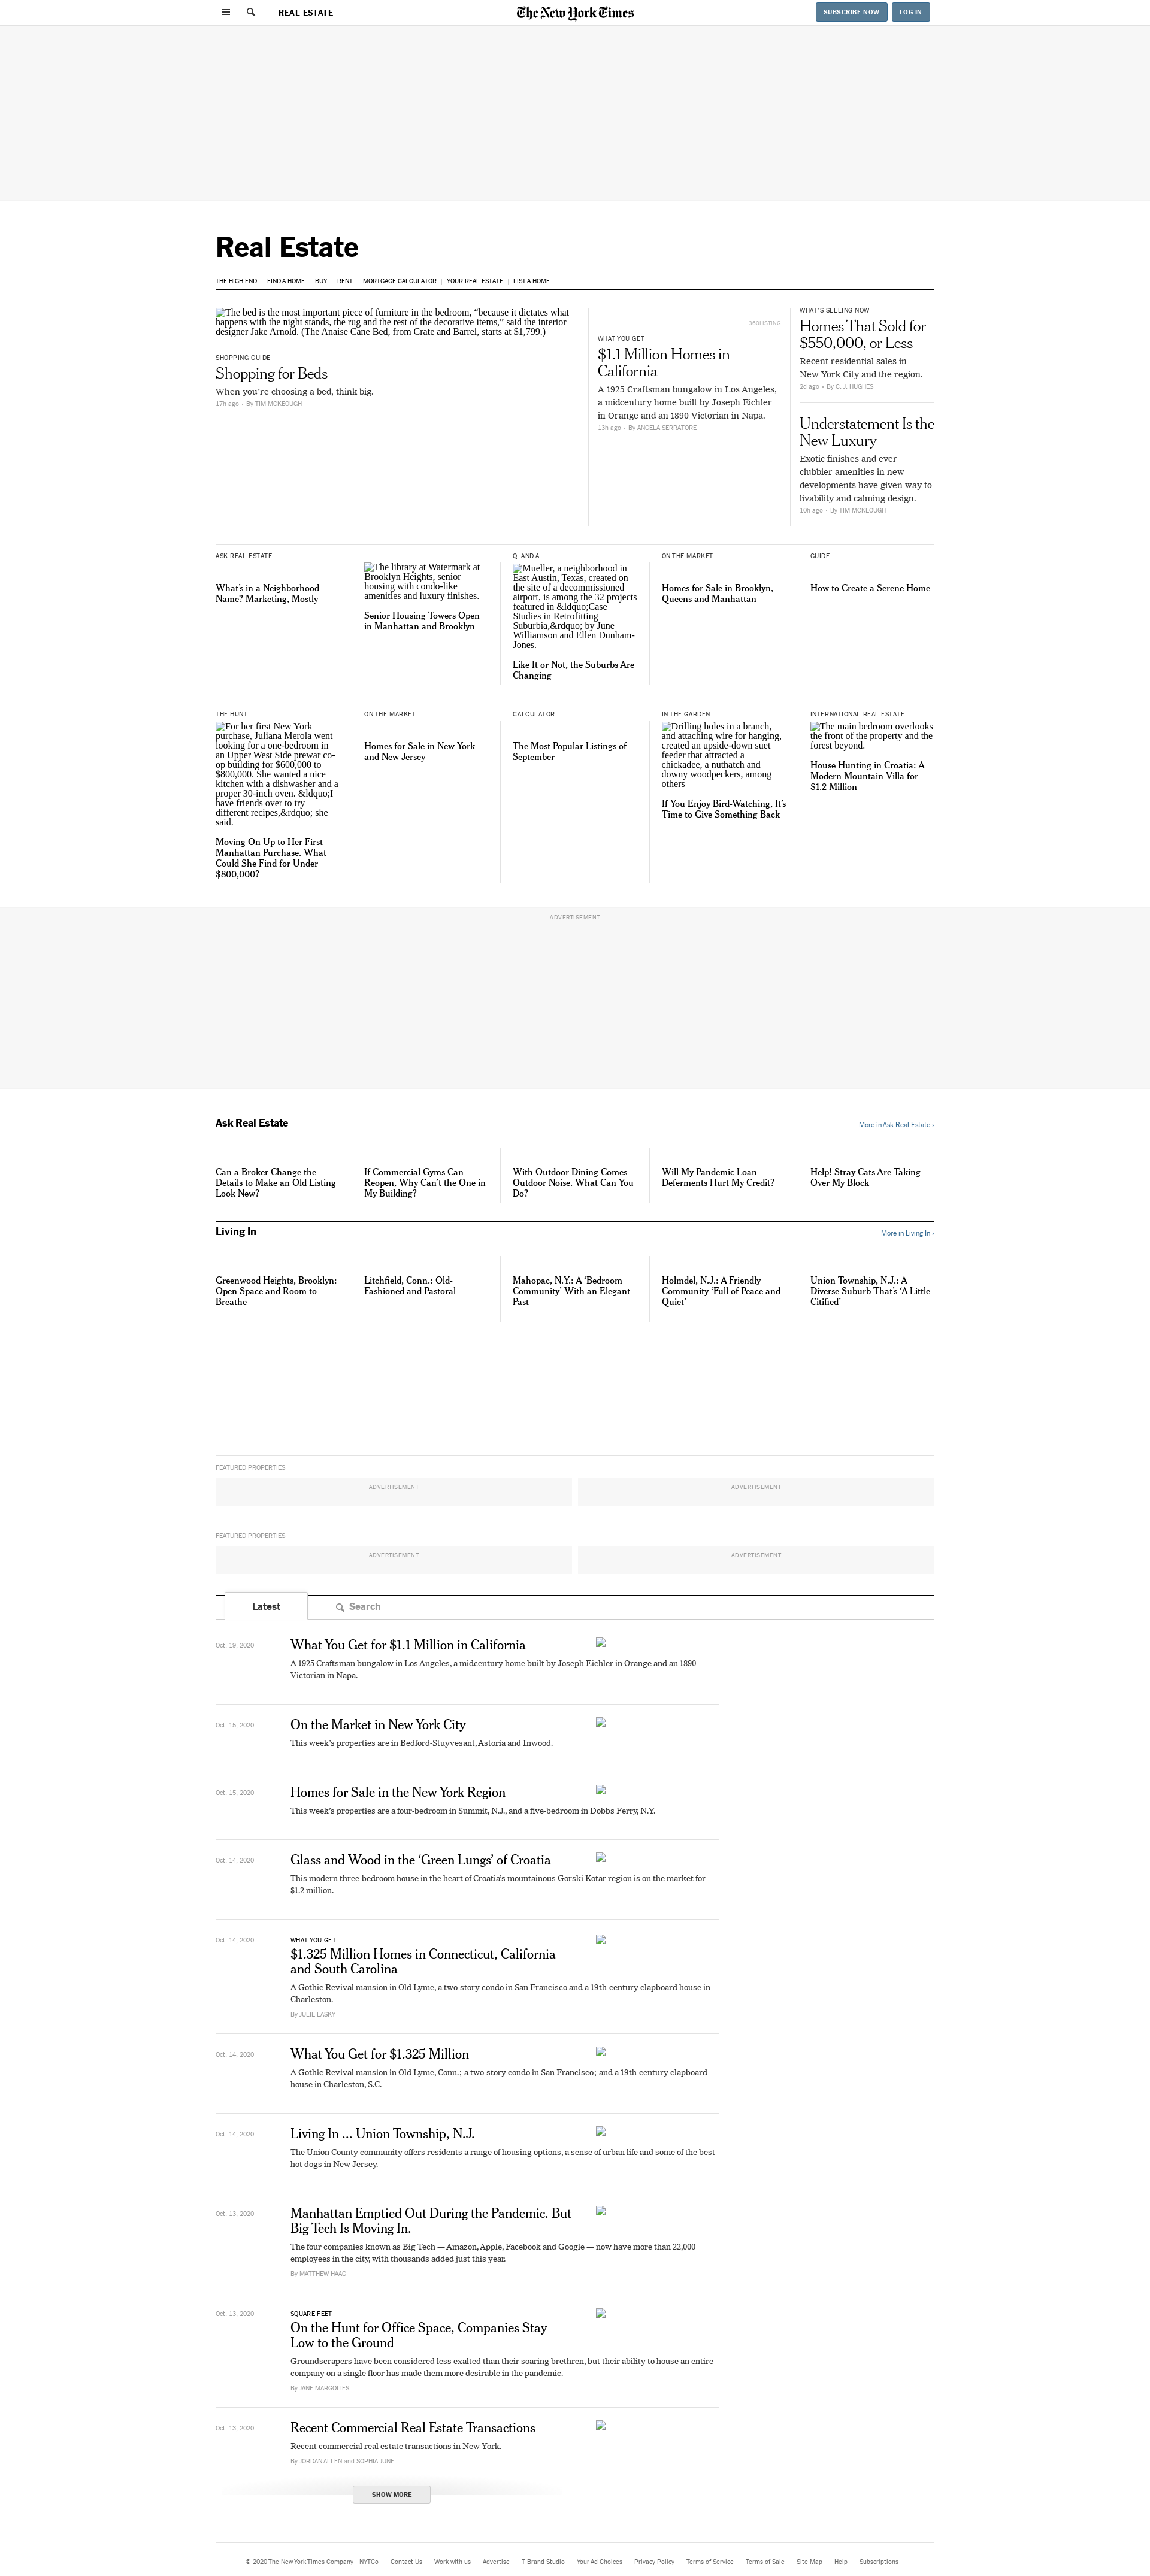 REAL ESTATE
The New York Times
SUBSCRIBE NOW
LOG IN
Real Estate
THE HIGH END | FIND A HOME | BUY | RENT | MORTGAGE CALCULATOR | YOUR REAL ESTATE | LIST A HOME
The bed is the most important piece of furniture in the bedroom, “because it dictates what
happens with the night stands, the rug and the rest of the decorative items,” said the interior
designer Jake Arnold. (The Anaise Cane Bed, from Crate and Barrel, starts at $1,799.)
SHOPPING GUIDE
Shopping for Beds
When you’re choosing a bed, think big.
17h ago • By TIM MCKEOUGH
360LISTING
WHAT YOU GET
$1.1 Million Homes in
California
A 1925 Craftsman bungalow in Los Angeles,
a midcentury home built by Joseph Eichler
in Orange and an 1890 Victorian in Napa.
13h ago • By ANGELA SERRATORE
WHAT’S SELLING NOW
Homes That Sold for
$550,000, or Less
Recent residential sales in
New York City and the region.
2d ago • By C. J. HUGHES
Understatement Is the
New Luxury
Exotic finishes and ever-
clubbier amenities in new
developments have given way to
livability and calming design.
10h ago • By TIM MCKEOUGH
ASK REAL ESTATE
What’s in a Neighborhood
Name? Marketing, Mostly
The library at Watermark at
Brooklyn Heights, senior
housing with condo-like
amenities and luxury finishes.
Senior Housing Towers Open
in Manhattan and Brooklyn
Q. AND A.
Mueller, a neighborhood in
East Austin, Texas, created on
the site of a decommissioned
airport, is among the 32 projects
featured in &ldquo;Case
Studies in Retrofitting
Suburbia,&rdquo; by June
Williamson and Ellen Dunham-
Jones.
Like It or Not, the Suburbs Are
Changing
ON THE MARKET
Homes for Sale in Brooklyn,
Queens and Manhattan
GUIDE
How to Create a Serene Home
THE HUNT
For her first New York
purchase, Juliana Merola went
looking for a one-bedroom in
an Upper West Side prewar co-
op building for $600,000 to
$800,000. She wanted a nice
kitchen with a dishwasher and a
proper 30-inch oven. &ldquo;I
have friends over to try
different recipes,&rdquo; she
said.
Moving On Up to Her First
Manhattan Purchase. What
Could She Find for Under
$800,000?
ON THE MARKET
Homes for Sale in New York
and New Jersey
CALCULATOR
The Most Popular Listings of
September
IN THE GARDEN
Drilling holes in a branch,
and attaching wire for hanging,
created an upside-down suet
feeder that attracted a
chickadee, a nuthatch and
downy woodpeckers, among
others
If You Enjoy Bird-Watching, It’s
Time to Give Something Back
INTERNATIONAL REAL ESTATE
The main bedroom overlooks
the front of the property and the
forest beyond.
House Hunting in Croatia: A
Modern Mountain Villa for
$1.2 Million
ADVERTISEMENT
Ask Real Estate
More in Ask Real Estate ›
Can a Broker Change the
Details to Make an Old Listing
Look New?
If Commercial Gyms Can
Reopen, Why Can’t the One in
My Building?
With Outdoor Dining Comes
Outdoor Noise. What Can You
Do?
Will My Pandemic Loan
Deferments Hurt My Credit?
Help! Stray Cats Are Taking
Over My Block
Living In
More in Living In ›
Greenwood Heights, Brooklyn:
Open Space and Room to
Breathe
Litchfield, Conn.: Old-
Fashioned and Pastoral
Mahopac, N.Y.: A ‘Bedroom
Community’ With an Elegant
Past
Holmdel, N.J.: A Friendly
Community ‘Full of Peace and
Quiet’
Union Township, N.J.: A
Diverse Suburb That’s ‘A Little
Citified’
FEATURED PROPERTIES
ADVERTISEMENT
ADVERTISEMENT
FEATURED PROPERTIES
ADVERTISEMENT
ADVERTISEMENT
Latest
Search
Oct. 19, 2020
What You Get for $1.1 Million in California
A 1925 Craftsman bungalow in Los Angeles, a midcentury home built by Joseph Eichler in Orange and an 1890
Victorian in Napa.
Oct. 15, 2020
On the Market in New York City
This week’s properties are in Bedford-Stuyvesant, Astoria and Inwood.
Oct. 15, 2020
Homes for Sale in the New York Region
This week’s properties are a four-bedroom in Summit, N.J., and a five-bedroom in Dobbs Ferry, N.Y.
Oct. 14, 2020
Glass and Wood in the ‘Green Lungs’ of Croatia
This modern three-bedroom house in the heart of Croatia’s mountainous Gorski Kotar region is on the market for
$1.2 million.
Oct. 14, 2020
WHAT YOU GET
$1.325 Million Homes in Connecticut, California
and South Carolina
A Gothic Revival mansion in Old Lyme, a two-story condo in San Francisco and a 19th-century clapboard house in
Charleston.
By JULIE LASKY
Oct. 14, 2020
What You Get for $1.325 Million
A Gothic Revival mansion in Old Lyme, Conn.; a two-story condo in San Francisco; and a 19th-century clapboard
house in Charleston, S.C.
Oct. 14, 2020
Living In ... Union Township, N.J.
The Union County community offers residents a range of housing options, a sense of urban life and some of the best
hot dogs in New Jersey.
Oct. 13, 2020
Manhattan Emptied Out During the Pandemic. But
Big Tech Is Moving In.
The four companies known as Big Tech — Amazon, Apple, Facebook and Google — now have more than 22,000
employees in the city, with thousands added just this year.
By MATTHEW HAAG
Oct. 13, 2020
SQUARE FEET
On the Hunt for Office Space, Companies Stay
Low to the Ground
Groundscrapers have been considered less exalted than their soaring brethren, but their ability to house an entire
company on a single floor has made them more desirable in the pandemic.
By JANE MARGOLIES
Oct. 13, 2020
Recent Commercial Real Estate Transactions
Recent commercial real estate transactions in New York.
By JORDAN ALLEN and SOPHIA JUNE
SHOW MORE
© 2020 The New York Times Company NYTCo Contact Us Work with us Advertise T Brand Studio Your Ad Choices Privacy Policy Terms of Service Terms of Sale Site Map Help Subscriptions